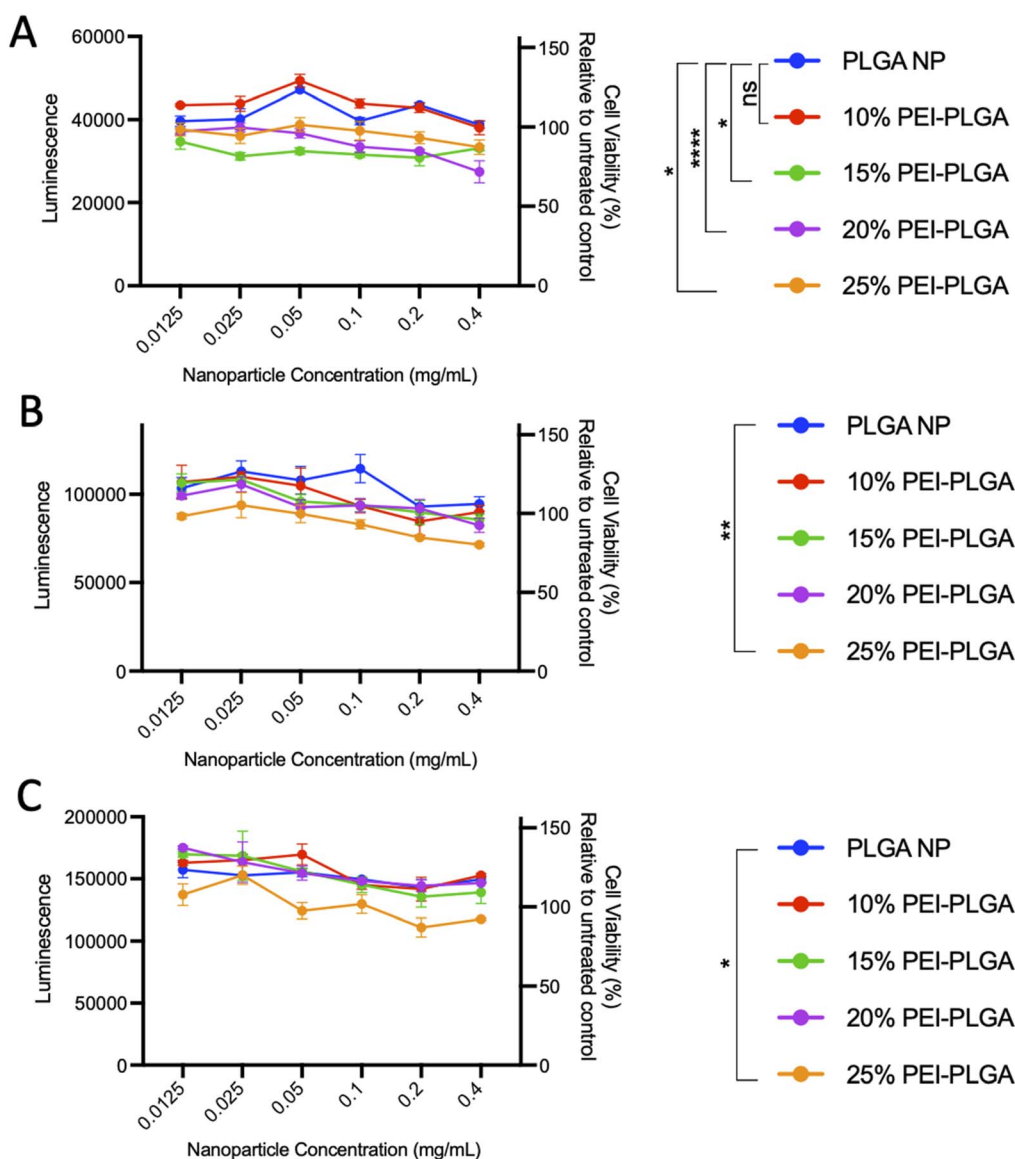 A
60000
40000
20000
0
Luminescence
150
100
50
0
Cell Viability (%)
Relative to untreated control
0.0125
0.025
0.05
0.1
0.2
0.4
Nanoparticle Concentration (mg/mL)
*
****
*
ns
PLGA NP
10% PEI-PLGA
15% PEI-PLGA
20% PEI-PLGA
25% PEI-PLGA
B
100000
50000
0
Luminescence
150
100
50
0
Cell Viability (%)
Relative to untreated control
0.0125
0.025
0.05
0.1
0.2
0.4
Nanoparticle Concentration (mg/mL)
**
PLGA NP
10% PEI-PLGA
15% PEI-PLGA
20% PEI-PLGA
25% PEI-PLGA
C
200000
150000
100000
50000
0
Luminescence
150
100
50
0
Cell Viability (%)
Relative to untreated control
0.0125
0.025
0.05
0.1
0.2
0.4
Nanoparticle Concentration (mg/mL)
*
PLGA NP
10% PEI-PLGA
15% PEI-PLGA
20% PEI-PLGA
25% PEI-PLGA